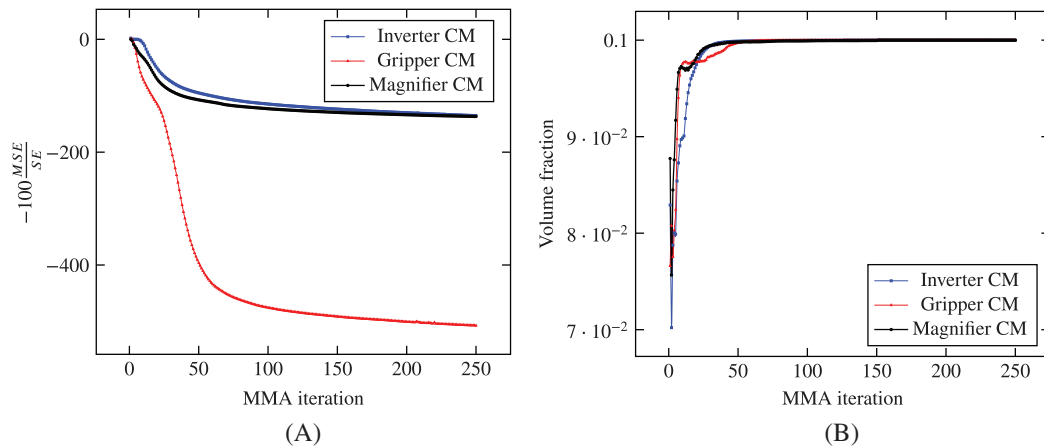 0
−200
−400
−100 MSE/SE
0
50
100
150
200
250
MMA iteration
Inverter CM
Gripper CM
Magnifier CM
(A)
0.1
9 · 10−2
8 · 10−2
7 · 10−2
Volume fraction
0
50
100
150
200
250
MMA iteration
Inverter CM
Gripper CM
Magnifier CM
(B)